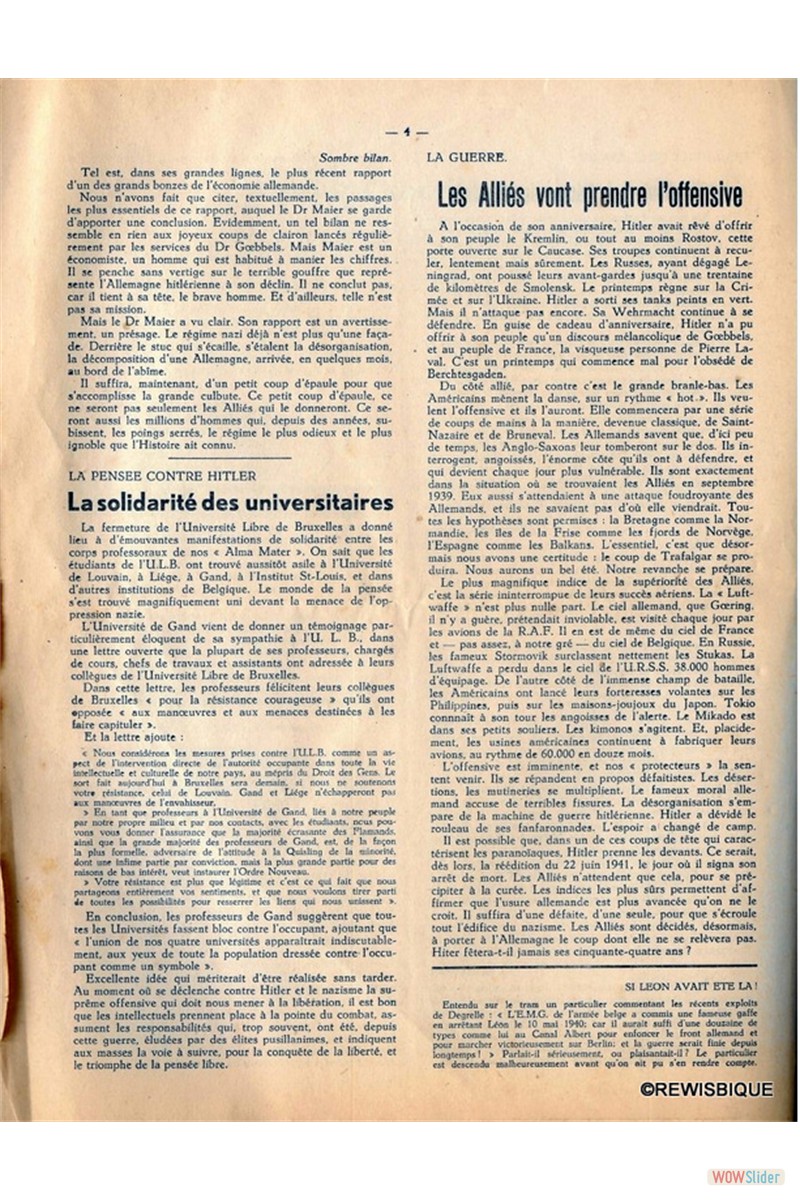 — 4 —
Sombre bilan.
Tel est, dans ses grandes lignes, le plus récent rapport
d'un des grands bonzes de l'économie allemande.
Nous n'avons fait que citer, textuellement, les passages
les plus essentiels de ce rapport, auquel le Dr Maier se garde
d'apporter une conclusion. Evidemment, un tel bilan ne res-
semble en rien aux joyeux coups de clairon lancés réguliè-
rement par les services du Dr Gœbbels. Mais Maier est un
économiste, un homme qui est habitué à manier les chiffres.
Il se penche sans vertige sur le terrible gouffre que repré-
sente l'Allemagne hitlérienne à son déclin. Il ne conclut pas,
car il tient à sa tête, le brave homme. Et d'ailleurs, telle n'est
pas sa mission.
Mais le Dr Maier a vu clair. Son rapport est un avertisse-
ment, un présage. Le régime nazi déjà n'est plus qu'une faça-
de. Derrière le stuc qui s'écaille, s'étalent la désorganisation,
la décomposition d'une Allemagne, arrivée, en quelques mois,
au bord de l'abîme.
Il suffira, maintenant, d'un petit coup d'épaule pour que
s'accomplisse la grande culbute. Ce petit coup d'épaule, ce
ne seront pas seulement les Alliés qui le donneront. Ce se-
ront aussi les millions d'hommes qui, depuis des années, su-
bissent, les poings serrés, le régime le plus odieux et le plus
ignoble que l'Histoire ait connu.
LA PENSEE CONTRE HITLER
La solidarité des universitaires
La fermeture de l'Université Libre de Bruxelles a donné
lieu à d'émouvantes manifestations de solidarité entre les
corps professoraux de nos « Alma Mater ». On sait que les
étudiants de l'U.L.B. ont trouvé aussitôt asile à l'Université
de Louvain, à Liége, à Gand, à l'Institut St-Louis, et dans
d'autres institutions de Belgique. Le monde de la pensée
s'est trouvé magnifiquement uni devant la menace de l'op-
pression nazie.
L'Université de Gand vient de donner un témoignage par-
ticulièrement éloquent de sa sympathie à l'U. L. B., dans
une lettre ouverte que la plupart de ses professeurs, chargés
de cours, chefs de travaux et assistants ont adressée à leurs
collègues de l'Université Libre de Bruxelles.
Dans cette lettre, les professeurs félicitent leurs collègues
de Bruxelles « pour la résistance courageuse » qu'ils ont
opposée « aux manœuvres et aux menaces destinées à les
faire capituler ».
Et la lettre ajoute :
« Nous considérons les mesures prises contre l'U.L.B. comme un as-
pect de l'intervention directe de l'autorité occupante dans toute la vie
intellectuelle et culturelle de notre pays, au mépris du Droit des Gens. Le
sort fait aujourd'hui à Bruxelles sera demain, si nous ne soutenons
votre résistance, celui de Louvain. Gand et Liége n'échapperont pas
aux manœuvres de l'envahisseur.
» En tant que professeurs à l'Université de Gand, liés à notre peuple
par notre propre milieu et par nos contacts, avec les étudiants, nous pou-
vons vous donner l'assurance que la majorité écrasante des Flamands,
ainsi que la grande majorité des professeurs de Gand, est, de la façon
la plus formelle, adversaire de l'attitude à la Quisling de la minorité,
dont une infime partie par conviction, mais la plus grande partie pour des
raisons de bas intérêt, veut instaurer l'Ordre Nouveau.
» Votre résistance est plus que légitime et c'est ce qui fait que nous
partageons entièrement vos sentiments, et que nous voulons tirer parti
de toutes les possibilités pour resserrer les liens qui nous unissent ».
En conclusion, les professeurs de Gand suggèrent que tou-
tes les Universités fassent bloc contre l'occupant, ajoutant que
« l'union de nos quatre universités apparaîtrait indiscutable-
ment, aux yeux de toute la population dressée contre l'occu-
pant comme un symbole ».
Excellente idée qui mériterait d'être réalisée sans tarder.
Au moment où se déclenche contre Hitler et le nazisme la su-
prême offensive qui doit nous mener à la libération, il est bon
que les intellectuels prennent place à la pointe du combat, as-
sument les responsabilités qui, trop souvent, ont été, depuis
cette guerre, éludées par des élites pusillanimes, et indiquent
aux masses la voie à suivre, pour la conquête de la liberté, et
le triomphe de la pensée libre.
LA GUERRE.
Les Alliés vont prendre l'offensive
A l'occasion de son anniversaire, Hitler avait rêvé d'offrir
à son peuple le Kremlin, ou tout au moins Rostov, cette
porte ouverte sur le Caucase. Ses troupes continuent à recu-
ler, lentement mais sûrement. Les Russes, ayant dégagé Le-
ningrad, ont poussé leurs avant-gardes jusqu'à une trentaine
de kilomètres de Smolensk. Le printemps règne sur la Cri-
mée et sur l'Ukraine. Hitler a sorti ses tanks peints en vert.
Mais il n'attaque pas encore. Sa Wehrmacht continue à se
défendre. En guise de cadeau d'anniversaire, Hitler n'a pu
offrir à son peuple qu'un discours mélancolique de Gœbbels,
et au peuple de France, la visqueuse personne de Pierre La-
val. C'est un printemps qui commence mal pour l'obsédé de
Berchtesgaden.
Du côté allié, par contre c'est le grande branle-bas. Les
Américains mènent la danse, sur un rythme « hot ». Ils veu-
lent l'offensive et ils l'auront. Elle commencera par une série
de coups de mains à la manière, devenue classique, de Saint-
Nazaire et de Bruneval. Les Allemands savent que, d'ici peu
de temps, les Anglo-Saxons leur tomberont sur le dos. Ils in-
terrogent, angoissés, l'énorme côte qu'ils ont à défendre, et
qui devient chaque jour plus vulnérable. Ils sont exactement
dans la situation où se trouvaient les Alliés en septembre
1939. Eux aussi s'attendaient à une attaque foudroyante des
Allemands, et ils ne savaient pas d'où elle viendrait. Tou-
tes les hypothèses sont permises : la Bretagne comme la Nor-
mandie, les îles de la Frise comme les fjords de Norvège,
l'Espagne comme les Balkans. L'essentiel, c'est que désor-
mais nous avons une certitude : le coup de Trafalgar se pro-
duira. Nous aurons un bel été. Notre revanche se prépare.
Le plus magnifique indice de la supériorité des Alliés,
c'est la série ininterrompue de leurs succès aériens. La « Luft-
waffe » n'est plus nulle part. Le ciel allemand, que Gœring,
il n'y a guère, prétendait inviolable, est visité chaque jour par
les avions de la R.A.F. Il en est de même du ciel de France
et — pas assez, à notre gré — du ciel de Belgique. En Russie,
les fameux Stormovik surclassent nettement les Stukas. La
Luftwaffe a perdu dans le ciel de l'U.R.S.S. 38.000 hommes
d'équipage. De l'autre côté de l'immense champ de bataille,
les Américains ont lancé leurs forteresses volantes sur les
Philippines, puis sur les maisons-joujoux du Japon. Tokio
connnaît à son tour les angoisses de l'alerte. Le Mikado est
dans ses petits souliers. Les kimonos s'agitent. Et, placide-
ment, les usines américaines continuent à fabriquer leurs
avions, au rythme de 60.000 en douze mois.
L'offensive est imminente, et nos « protecteurs » la sen-
tent venir. Ils se répandent en propos défaitistes. Les déser-
tions, les mutineries se multiplient. Le fameux moral alle-
mand accuse de terribles fissures. La désorganisation s'em-
pare de la machine de guerre hitlérienne. Hitler a dévidé le
rouleau de ses fanfaronnades. L'espoir a changé de camp.
Il est possible que, dans un de ces coups de tête qui carac-
térisent les paranoïaques, Hitler prenne les devants. Ce serait,
dès lors, la réédition du 22 juin 1941, le jour où il signa son
arrêt de mort. Les Alliés n'attendent que cela, pour se pré-
cipiter à la curée. Les indices les plus sûrs permettent d'af-
firmer que l'usure allemande est plus avancée qu'on ne le
croit. Il suffira d'une défaite, d'une seule, pour que s'écroule
tout l'édifice du nazisme. Les Alliés sont décidés, désormais,
à porter à l'Allemagne le coup dont elle ne se relèvera pas.
Hiter fêtera-t-il jamais ses cinquante-quatre ans ?
SI LEON AVAIT ETE LA !
Entendu sur le tram un particulier commentant les récents exploits
de Degrelle : « L'E.M.G. de l'armée belge a commis une fameuse gaffe
en arrêtant Léon le 10 mai 1940; car il aurait suffi d'une douzaine de
types comme lui au Canal Albert pour enfoncer le front allemand et
pour marcher victorieusement sur Berlin; et la guerre serait finie depuis
longtemps ! » Parlait-il sérieusement, ou plaisantait-il ? Le particulier
est descendu malheureusement avant qu'on ait pu s'en rendre compte.
©REWISBIQUE
WOWSlider